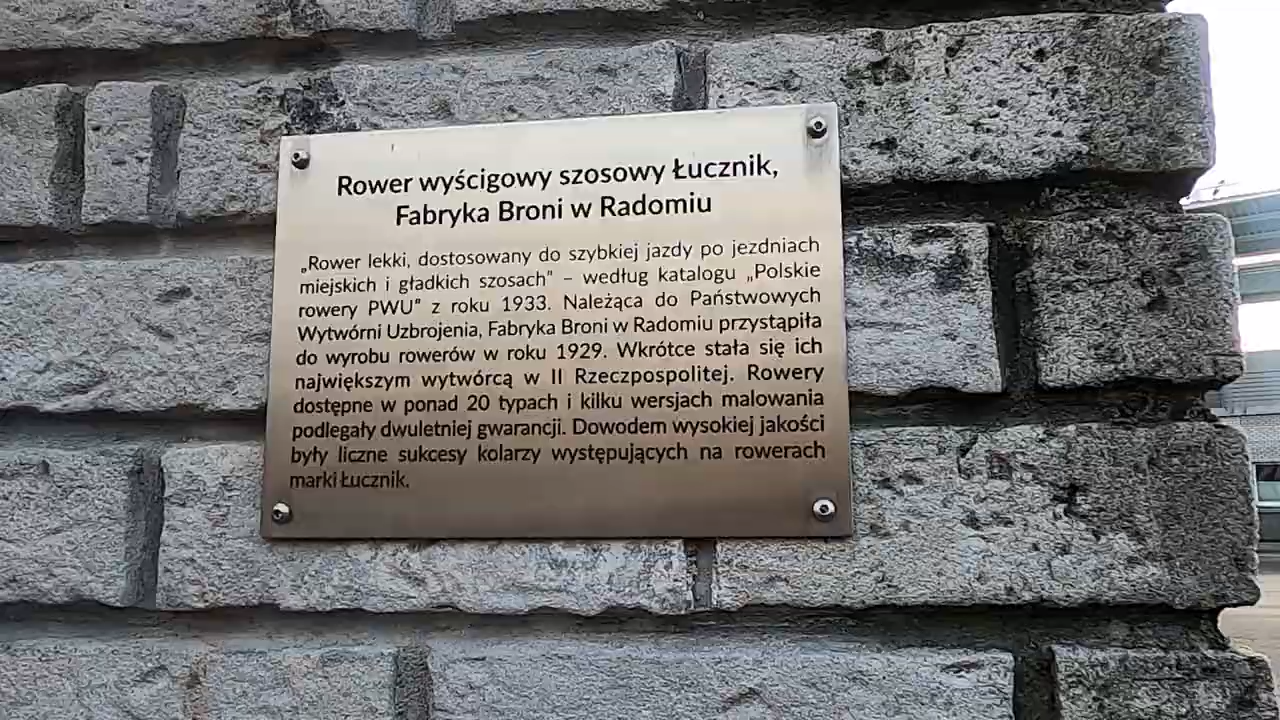 Rower wyścigowy szosowy Łucznik,
Fabryka Broni w Radomiu
„Rower lekki, dostosowany do szybkiej jazdy po jezdniach
miejskich i gładkich szosach” – według katalogu „Polskie
rowery PWU” z roku 1933. Należąca do Państwowych
Wytwórni Uzbrojenia, Fabryka Broni w Radomiu przystąpiła
do wyrobu rowerów w roku 1929. Wkrótce stała się ich
największym wytwórcą w II Rzeczpospolitej. Rowery
dostępne w ponad 20 typach i kilku wersjach malowania
podlegały dwuletniej gwarancji. Dowodem wysokiej jakości
były liczne sukcesy kolarzy występujących na rowerach
marki Łucznik.